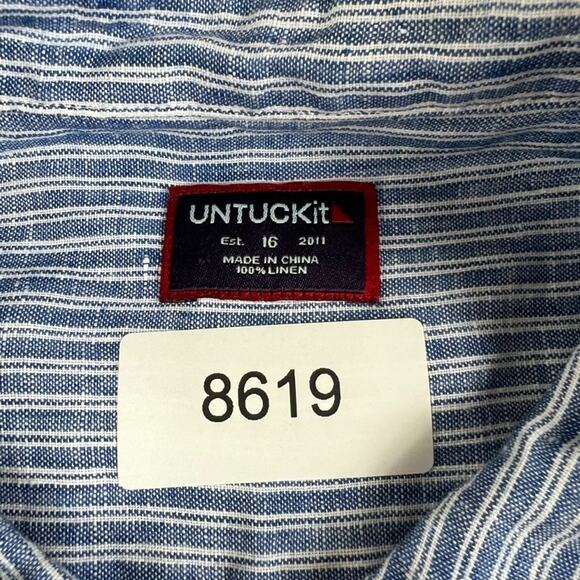 UNTUCKit
Est. 16 2011
MADE IN CHINA
100% LINEN
8619